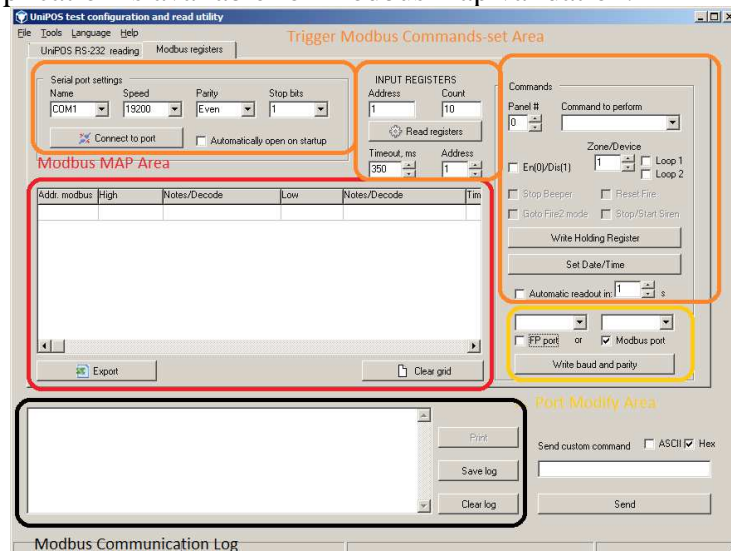 UniPOS test configuration and read utility
File Tools Language Help
Trigger Modbus Commands-set Area
UniPOS RS-232 reading Modbus registers
Serial port settings
Name Speed Parity Stop bits
COM1 19200 Even 1
Connect to port Automatically open on startup
INPUT REGISTERS
Address Count
1 10
Read registers
Timeout, ms Address
350 1
Commands
Panel # Command to perform
0
Zone/Device
En(0)/Dis(1) 1 Loop 1
Loop 2
Stop Beeper Reset Fire
Goto Fire2 mode Stop/Start Siren
Write Holding Register
Set Date/Time
Automatic readout in: 1 s
Modbus MAP Area
Addr. modbus High Notes/Decode Low Notes/Decode Tim
Export Clear grid
FP port or Modbus port
Write baud and parity
Port Modify Area
Print
Save log
Clear log
Send custom command ASCII Hex
Send
Modbus Communication Log